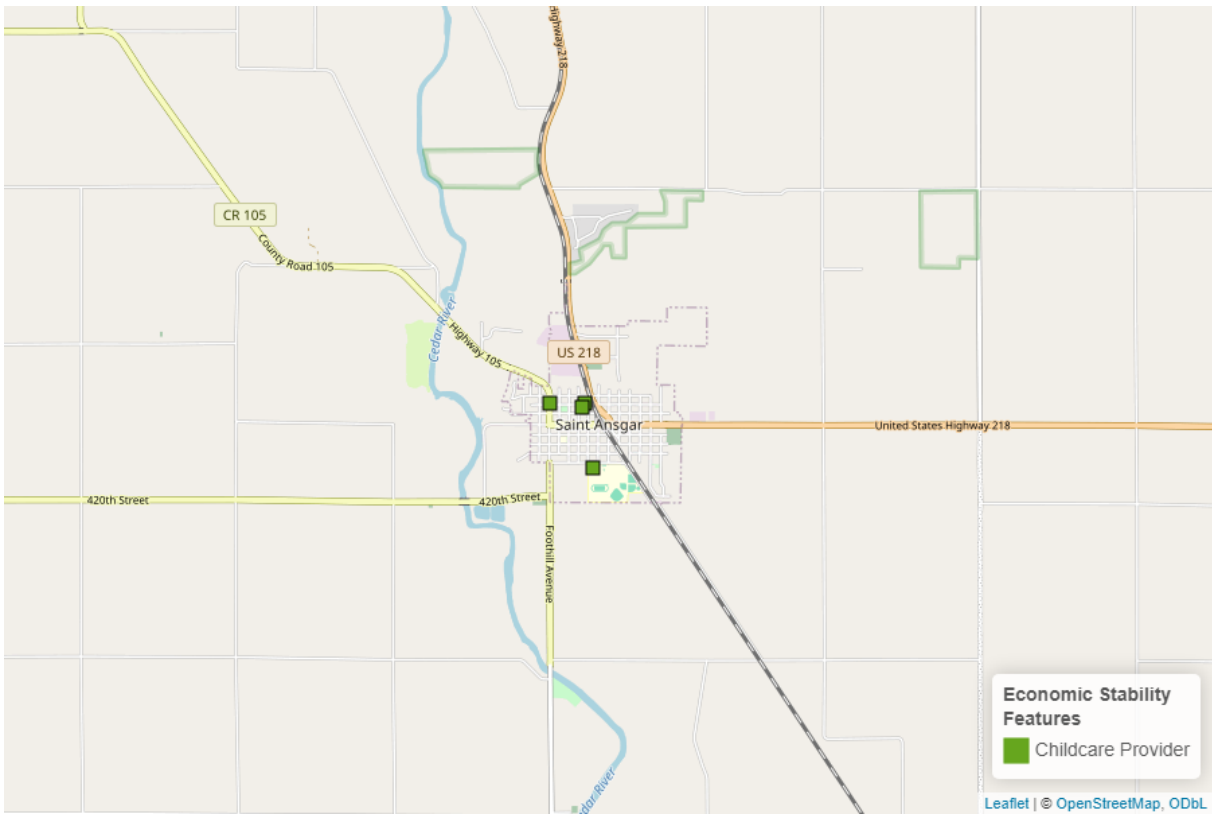 Highway 218
CR 105
County Road 105
Cedar River
Highway 105
US 218
Saint Ansgar
United States Highway 218
420th Street
420th Street
Foothill Avenue
Economic Stability
Features
Childcare Provider
dar River
Leaflet | © OpenStreetMap, ODbL